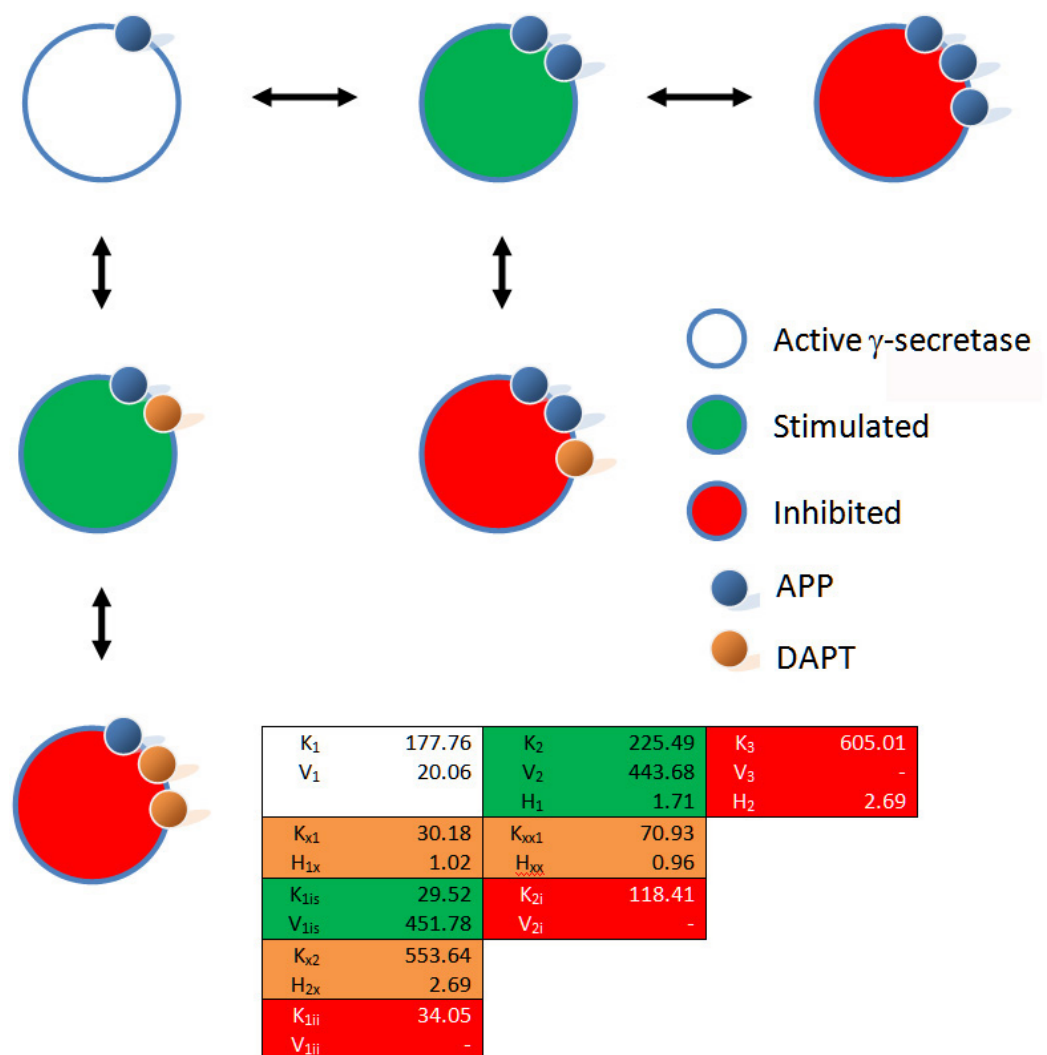 Active γ-secretase
Stimulated
Inhibited
APP
DAPT
K1 177.76 K2 225.49 K3 605.01
V1 20.06 V2 443.68 V3 -
H1 1.71 H2 2.69
Kx1 30.18 Kxx1 70.93
H1x 1.02 Hxx 0.96
K1is 29.52 K2i 118.41
V1is 451.78 V2i -
Kx2 553.64
H2x 2.69
K1ii 34.05
V1ii -